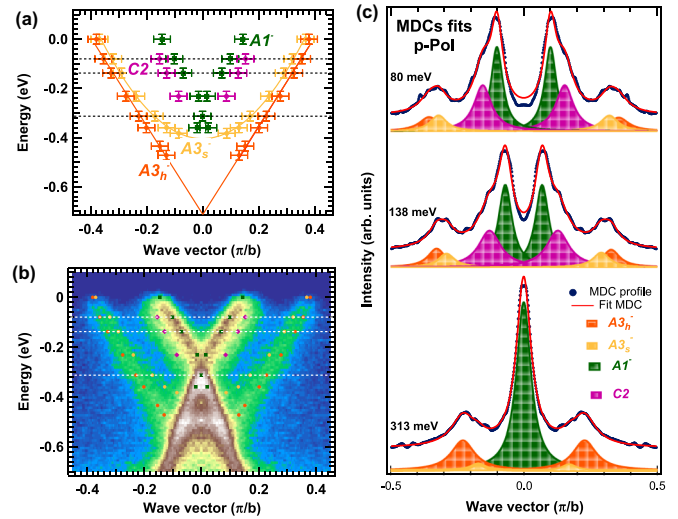 (a)
0.0
-0.2
-0.4
-0.6
Energy (eV)
A1-
C2
A3s-
A3h-
-0.4 -0.2 0.0 0.2 0.4
Wave vector (π/b)
(b)
0
-0.2
-0.4
-0.6
Energy (eV)
-0.4 -0.2 0.0 0.2 0.4
Wave vector (π/b)
(c)
MDCs fits
p-Pol
80 meV
138 meV
313 meV
Intensity (arb. units)
MDC profile
Fit MDC
A3h-
A3s-
A1-
C2
-0.5 0.0 0.5
Wave vector (π/b)